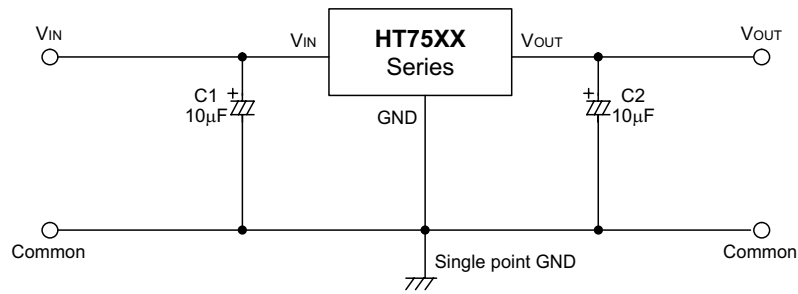 VIN
VIN
HT75XX
Series
VOUT
VOUT
C1
10μF
+
GND
+
C2
10μF
Common
Single point GND
Common